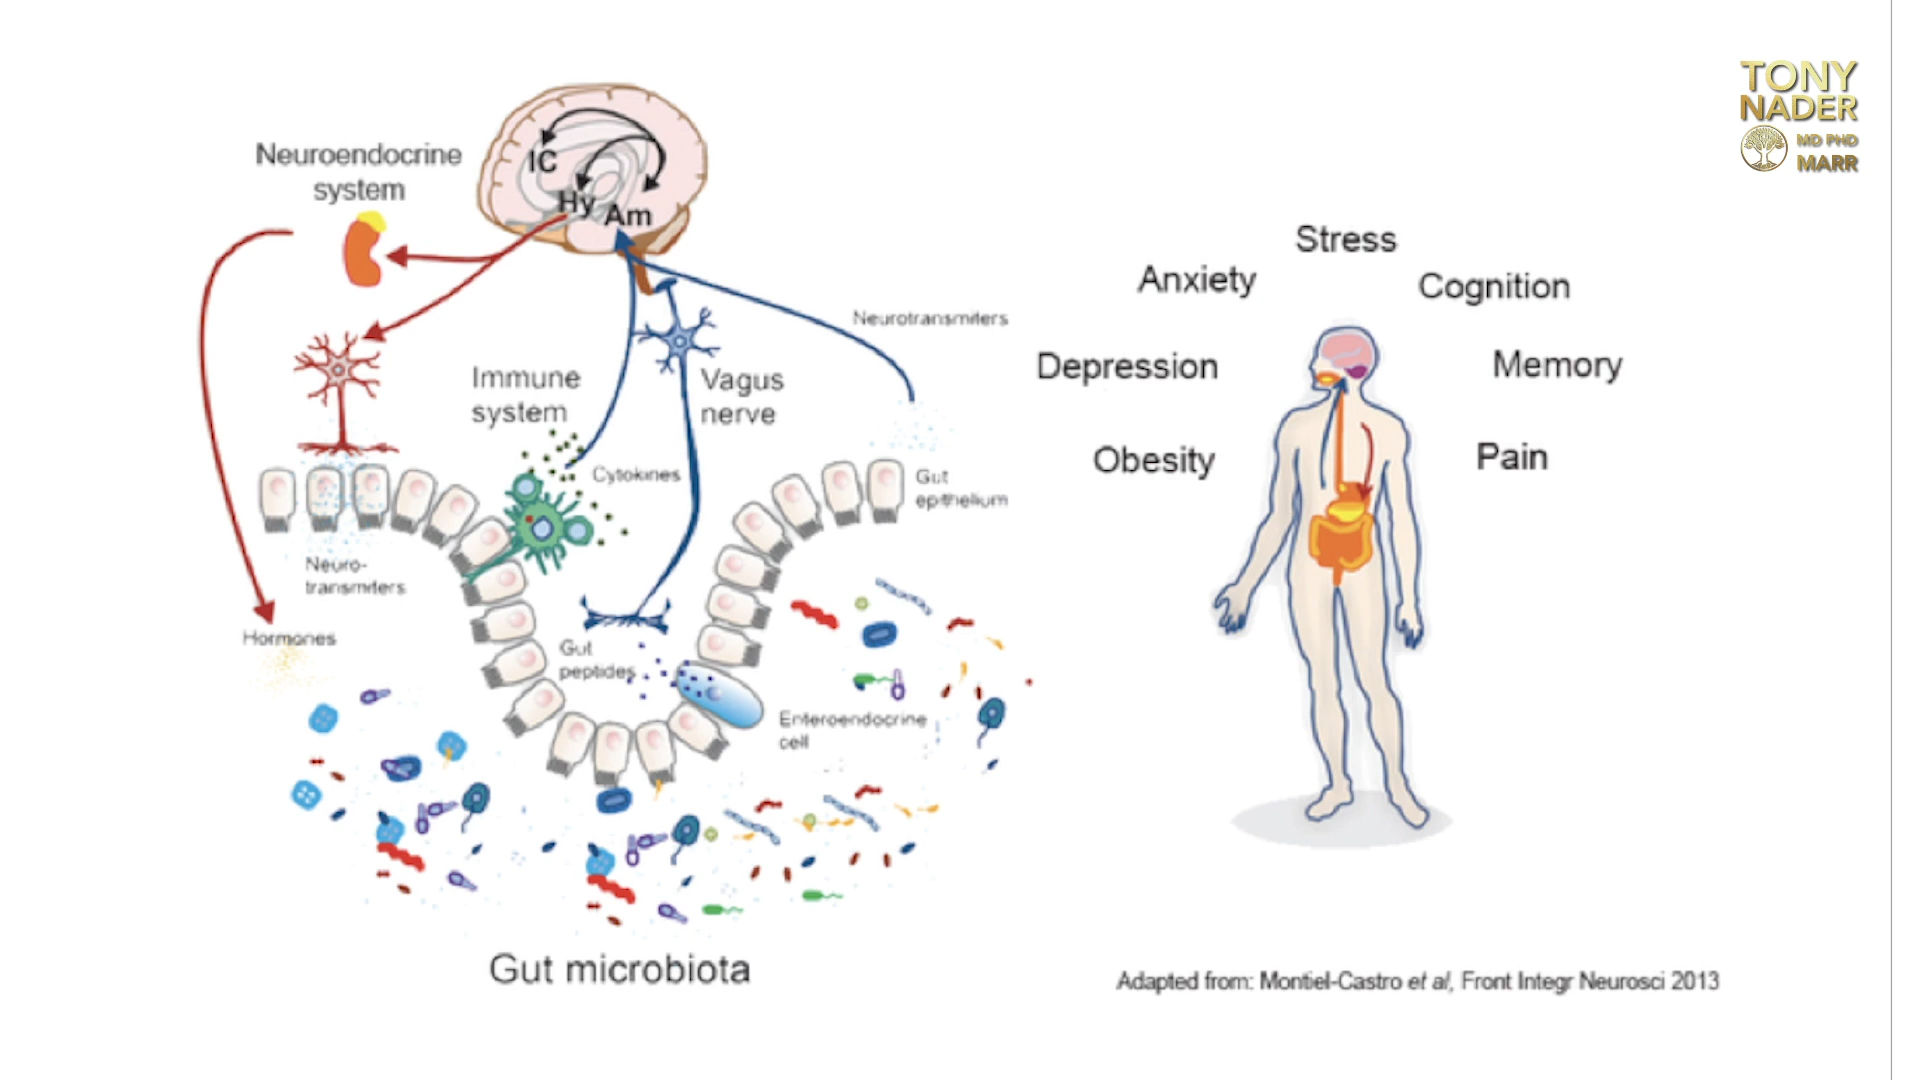 TONY
NADER
MD PHD
MARR
Neuroendocrine
system
IC
Hy
Am
Neurotransmiters
Immune
system
Vagus
nerve
Cytokines
Gut
epithelium
Neuro-
transmiters
Hormones
Gut
peptides
Enteroendocrine
cell
Gut microbiota
Stress
Anxiety
Cognition
Depression
Memory
Obesity
Pain
Adapted from: Montiel-Castro et al, Front Integr Neurosci 2013